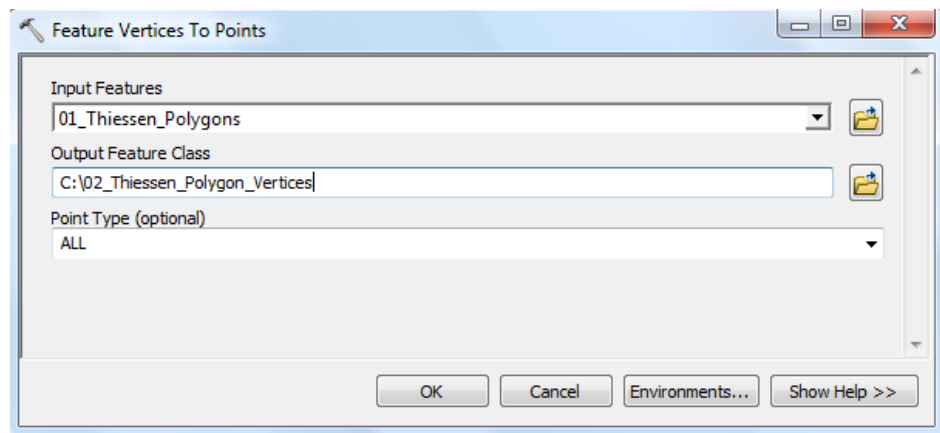 Feature Vertices To Points
Input Features
01_Thiessen_Polygons
Output Feature Class
C:\02_Thiessen_Polygon_Vertices
Point Type (optional)
ALL
OK Cancel Environments... Show Help >>